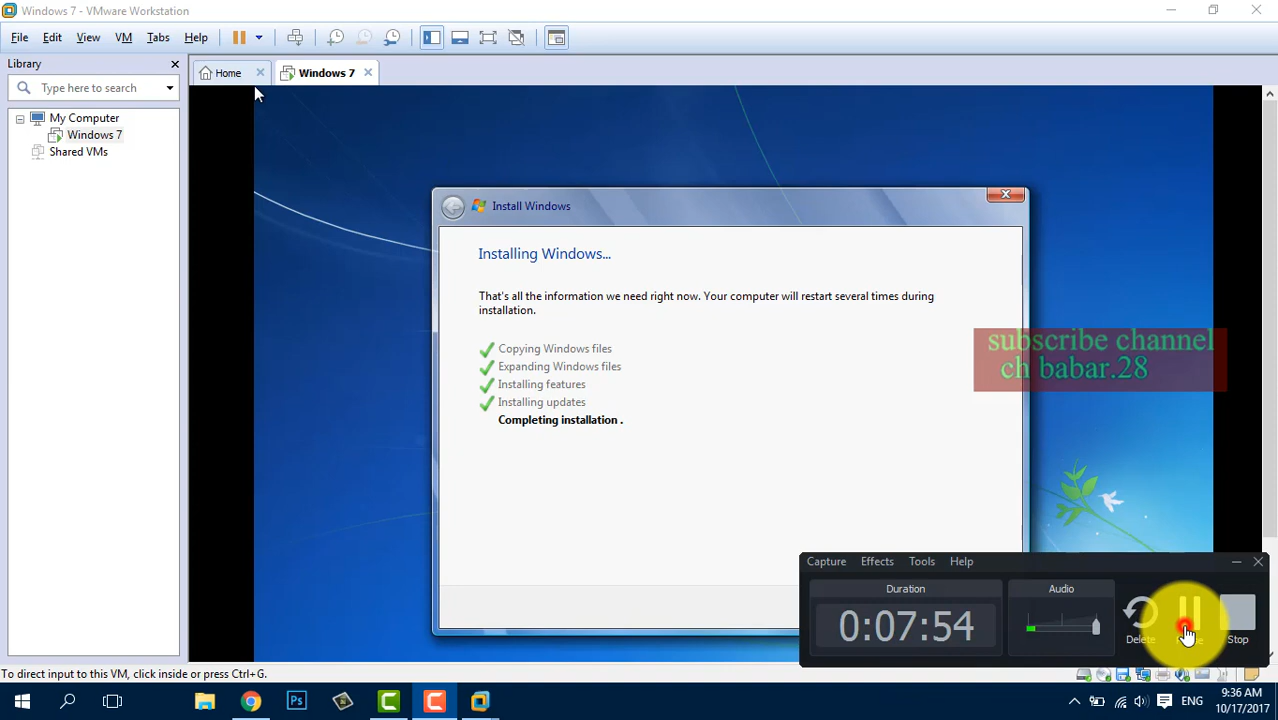 Windows 7 - VMware Workstation
File Edit View VM Tabs Help
Library
Type here to search
My Computer
Windows 7
Shared VMs
Home
Windows 7
Install Windows
Installing Windows...
That's all the information we need right now. Your computer will restart several times during
installation.
Copying Windows files
Expanding Windows files
Installing features
Installing updates
Completing installation .
subscribe channel
ch babar.28
Capture Effects Tools Help
Duration
0:07:54
Audio
Delete
Stop
To direct input to this VM, click inside or press Ctrl+G.
Ps
ENG
9:36 AM
10/17/2017